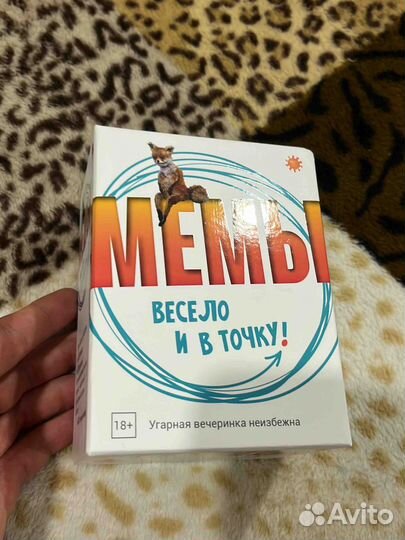 МЕМЫ
ВЕСЕЛО
И В ТОЧКУ!
18+ Угарная вечеринка неизбежна
Avito